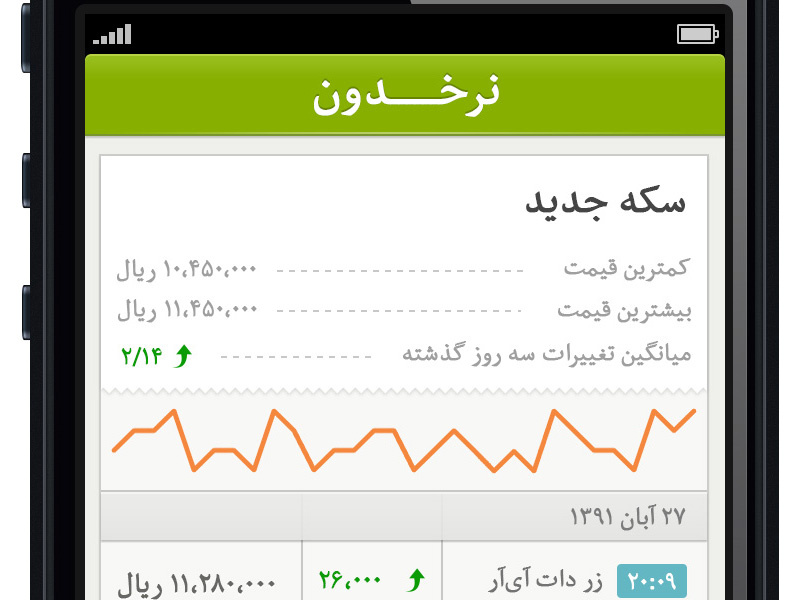 نرخـــدون
سکه جدید
کمترین قیمت ۱۰،۴۵۰،۰۰۰ ریال
بیشترین قیمت ۱۱،۴۵۰،۰۰۰ ریال
میانگین تغییرات سه روز گذشته ۲/۱۴
۲۷ آبان ۱۳۹۱
۲۰:۰۹ زر دات آی‌آر ۲۶،۰۰۰ ۱۱،۲۸۰،۰۰۰ ریال